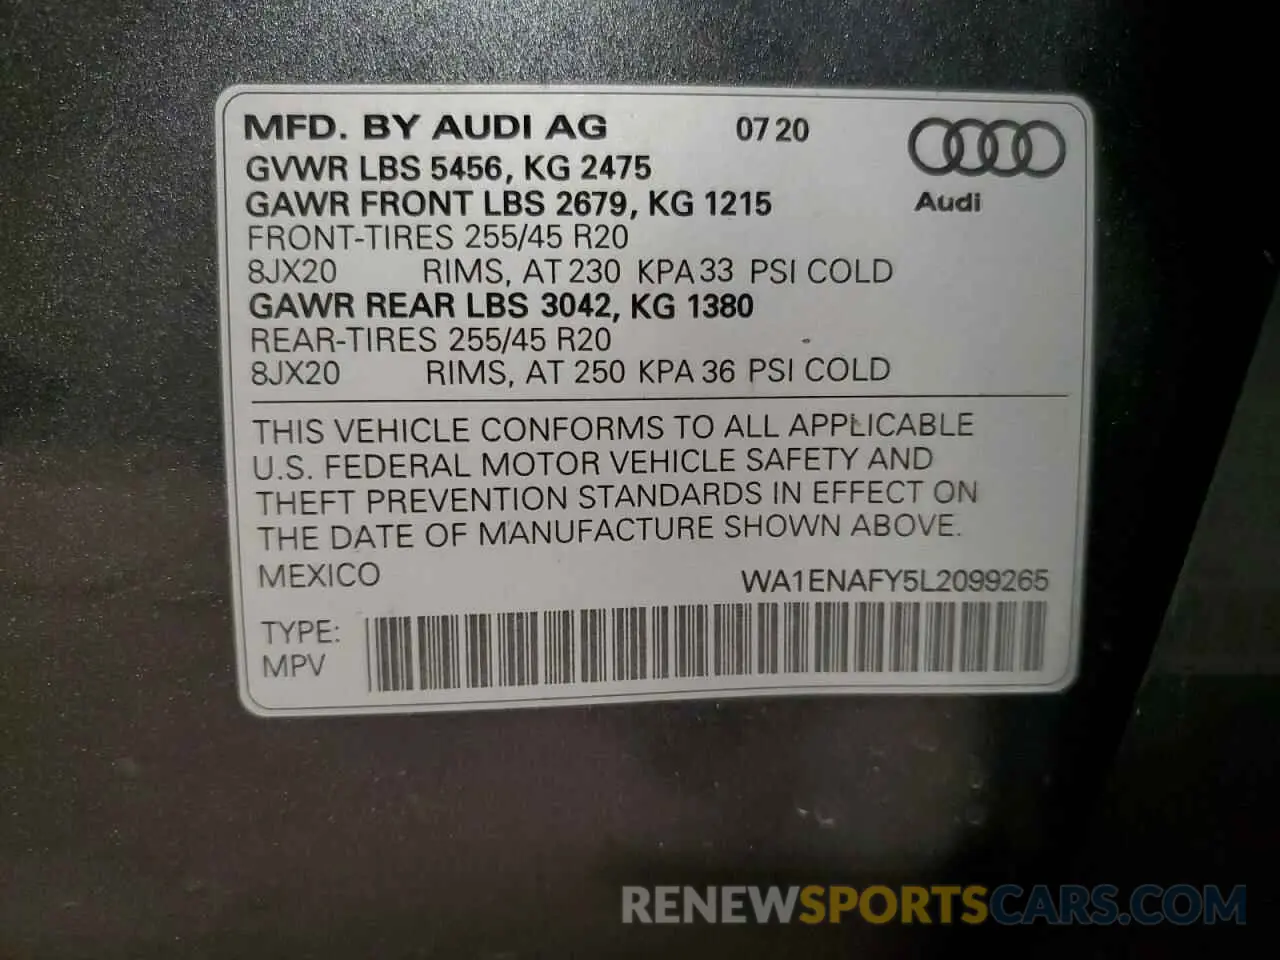 MFD. BY AUDI AG 07 20
GVWR LBS 5456, KG 2475
GAWR FRONT LBS 2679, KG 1215
Audi
FRONT-TIRES 255/45 R20
8JX20 RIMS, AT 230 KPA 33 PSI COLD
GAWR REAR LBS 3042, KG 1380
REAR-TIRES 255/45 R20
8JX20 RIMS, AT 250 KPA 36 PSI COLD
THIS VEHICLE CONFORMS TO ALL APPLICABLE
U.S. FEDERAL MOTOR VEHICLE SAFETY AND
THEFT PREVENTION STANDARDS IN EFFECT ON
THE DATE OF MANUFACTURE SHOWN ABOVE.
MEXICO WA1ENAFY5L2099265
TYPE:
MPV
RENEWSPORTSCARS.COM